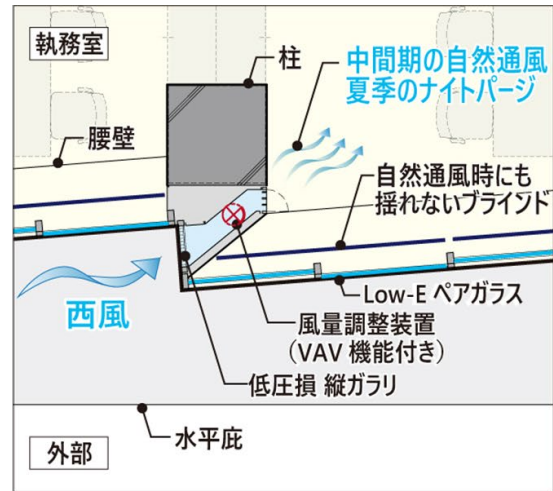 執務室
柱
中間期の自然通風
夏季のナイトパージ
腰壁
自然通風時にも
揺れないブラインド
西風
Low-E ペアガラス
風量調整装置
（VAV 機能付き）
低圧損 縦ガラリ
水平庇
外部